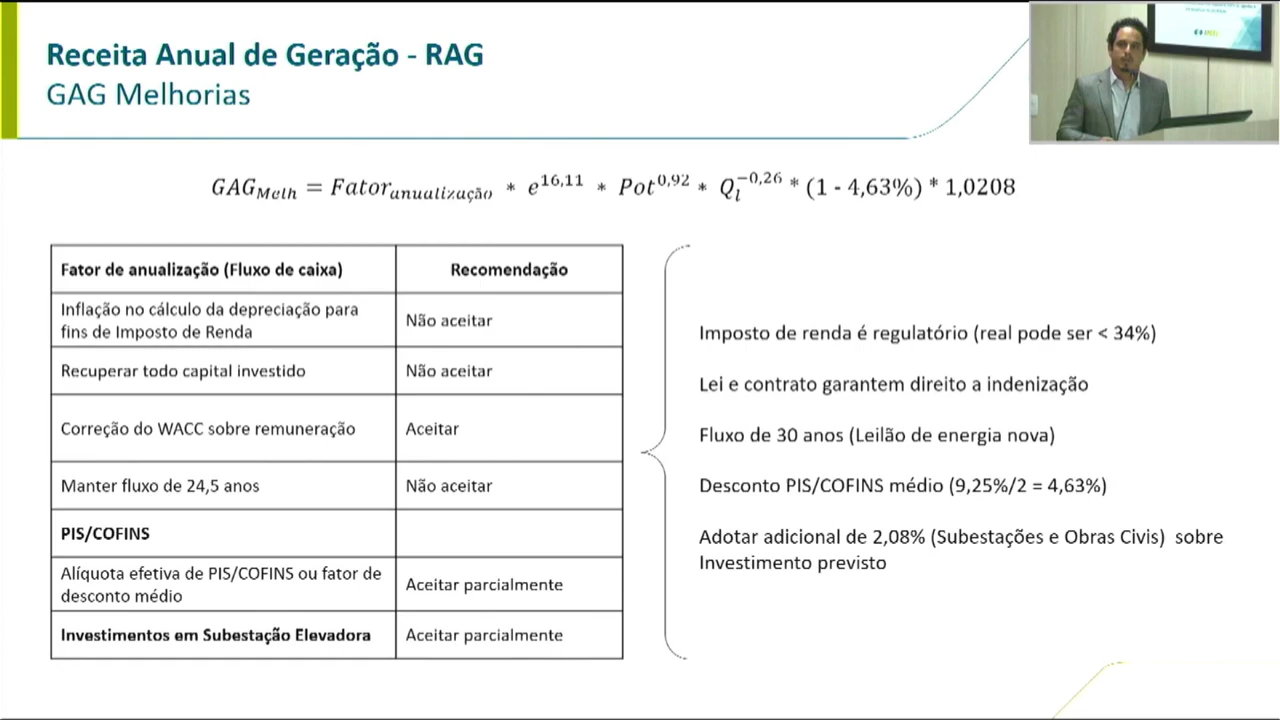 Receita Anual de Geração - RAG
GAG Melhorias
GAG_Melh = Fator_anualização * e^16,11 * Pot^0,92 * Q_l^-0,26 * (1 - 4,63%) * 1,0208
Fator de anualização (Fluxo de caixa)
Recomendação
Inflação no cálculo da depreciação para
fins de Imposto de Renda
Não aceitar
Recuperar todo capital investido
Não aceitar
Correção do WACC sobre remuneração
Aceitar
Manter fluxo de 24,5 anos
Não aceitar
PIS/COFINS
Alíquota efetiva de PIS/COFINS ou fator de
desconto médio
Aceitar parcialmente
Investimentos em Subestação Elevadora
Aceitar parcialmente
Imposto de renda é regulatório (real pode ser < 34%)
Lei e contrato garantem direito a indenização
Fluxo de 30 anos (Leilão de energia nova)
Desconto PIS/COFINS médio (9,25%/2 = 4,63%)
Adotar adicional de 2,08% (Subestações e Obras Civis) sobre
Investimento previsto